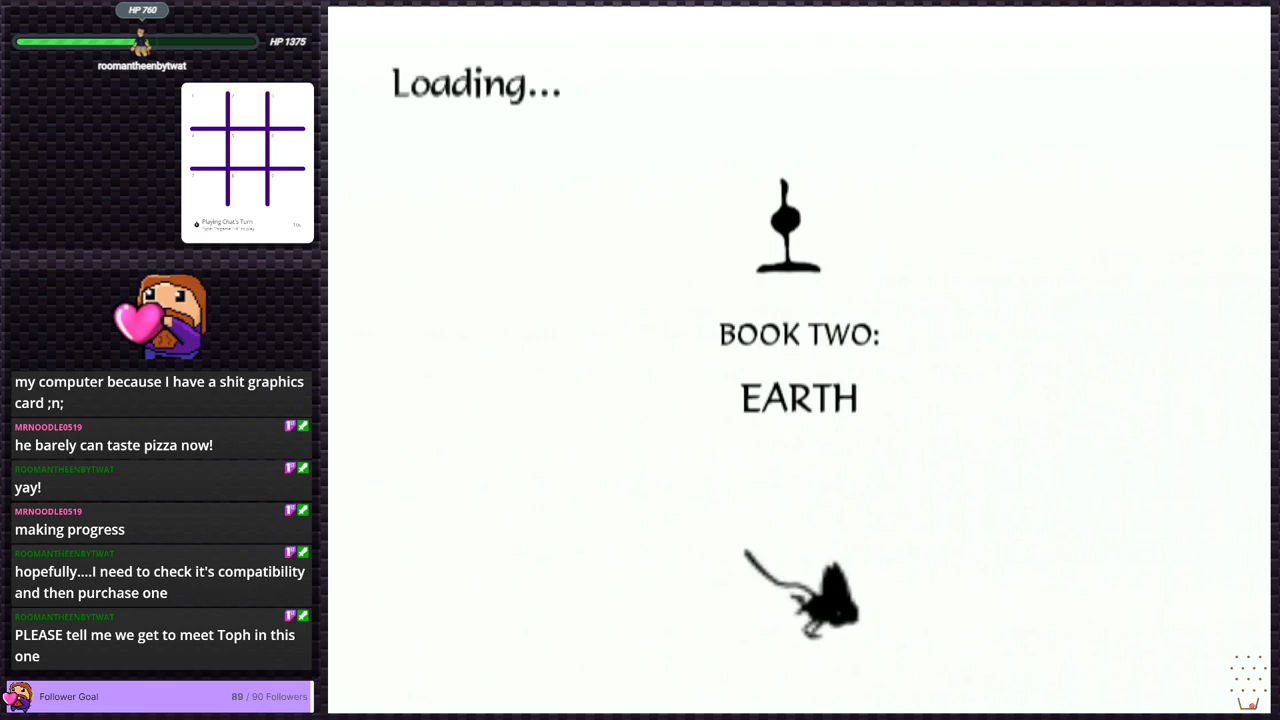 HP 760
HP 1375
roomantheenbytwat
Playing Chat's Turn
my computer because I have a shit graphics
card ;n;
MRNOODLE0519
he barely can taste pizza now!
ROOMANTHEENBYTWAT
yay!
MRNOODLE0519
making progress
ROOMANTHEENBYTWAT
hopefully....I need to check it's compatibility
and then purchase one
ROOMANTHEENBYTWAT
PLEASE tell me we get to meet Toph in this
one
Follower Goal
89 / 90 Followers
Loading...
BOOK TWO:
EARTH